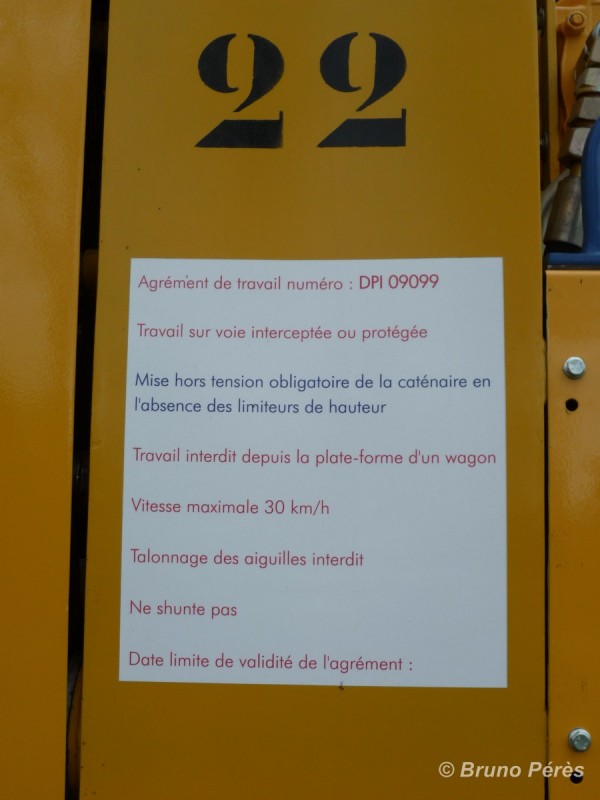 22
Agrément de travail numéro : DPI 09099
Travail sur voie interceptée ou protégée
Mise hors tension obligatoire de la caténaire en
l'absence des limiteurs de hauteur
Travail interdit depuis la plate-forme d'un wagon
Vitesse maximale 30 km/h
Talonnage des aiguilles interdit
Ne shunte pas
Date limite de validité de l'agrément :
© Bruno Pérès